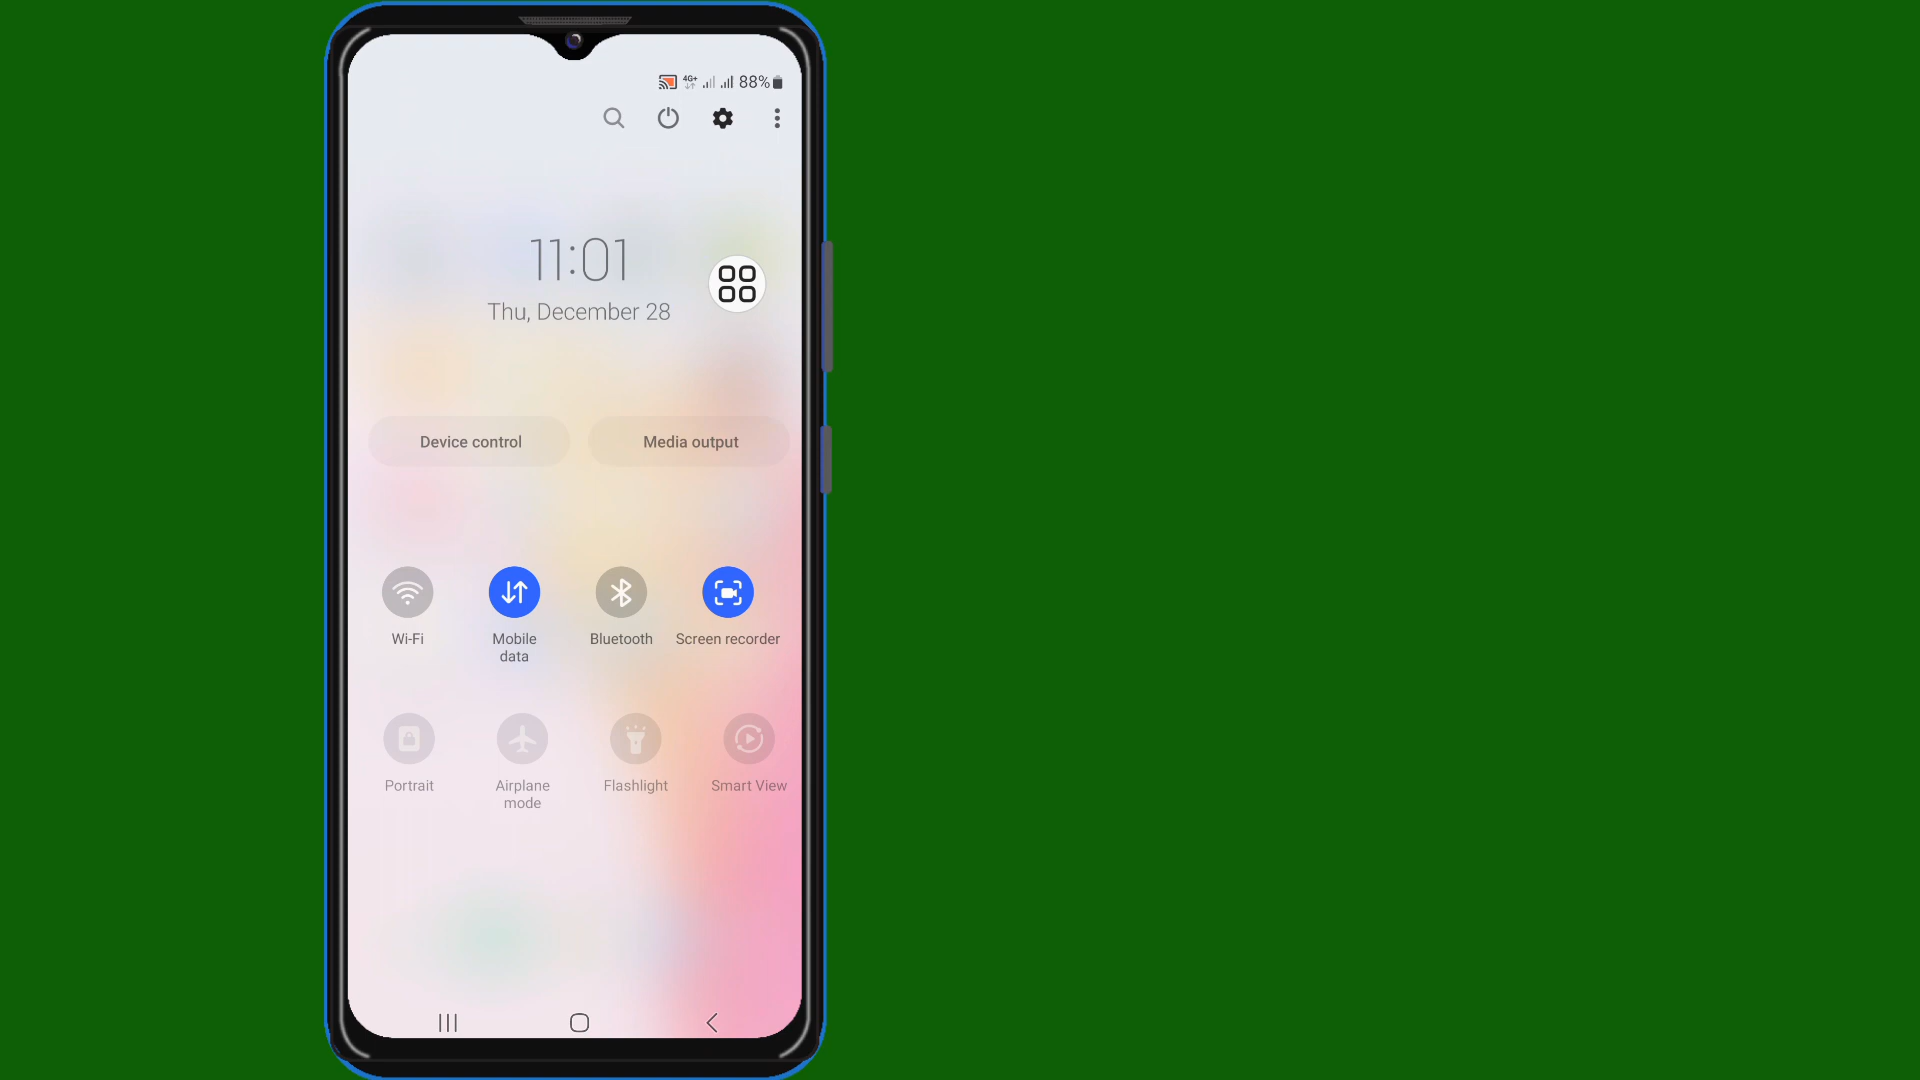 4G+ 88%
11:01
Thu, December 28
Device control Media output
Wi-Fi Mobile data Bluetooth Screen recorder
Portrait Airplane mode Flashlight Smart View